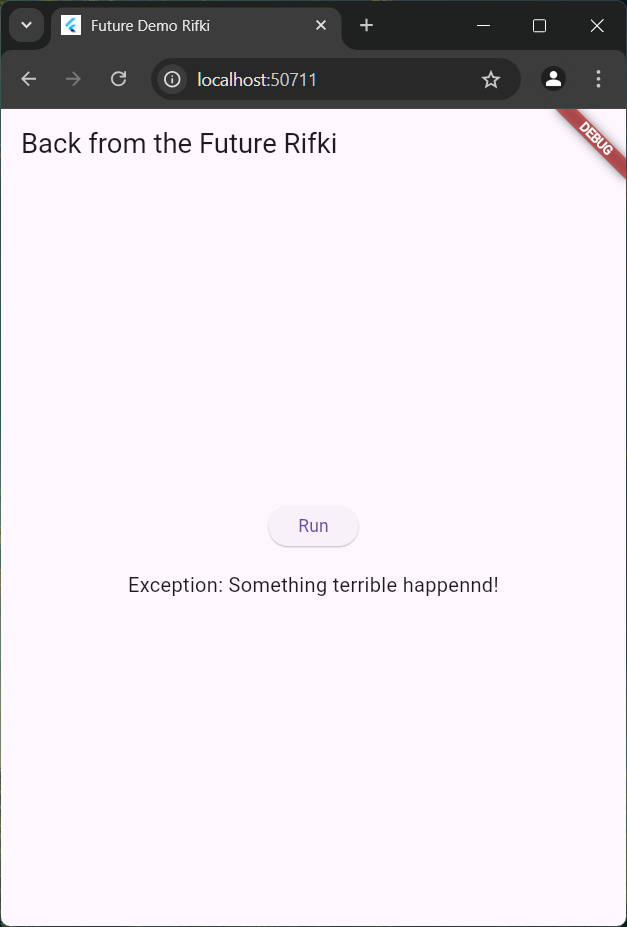 Future Demo Rifki
localhost:50711
Back from the Future Rifki
DEBUG
Run
Exception: Something terrible happennd!